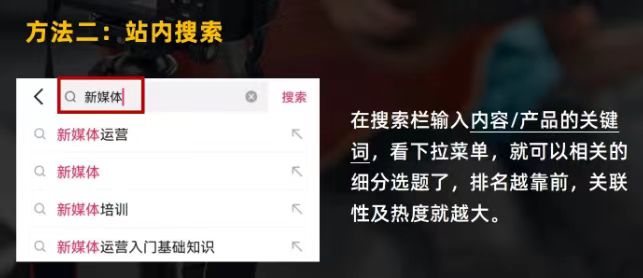 方法二：站内搜索
新媒体
搜索
新媒体运营
新媒体
新媒体培训
新媒体运营入门基础知识
在搜索栏输入内容/产品的关键
词，看下拉菜单，就可以相关的
细分选题了，排名越靠前，关联
性及热度就越大。